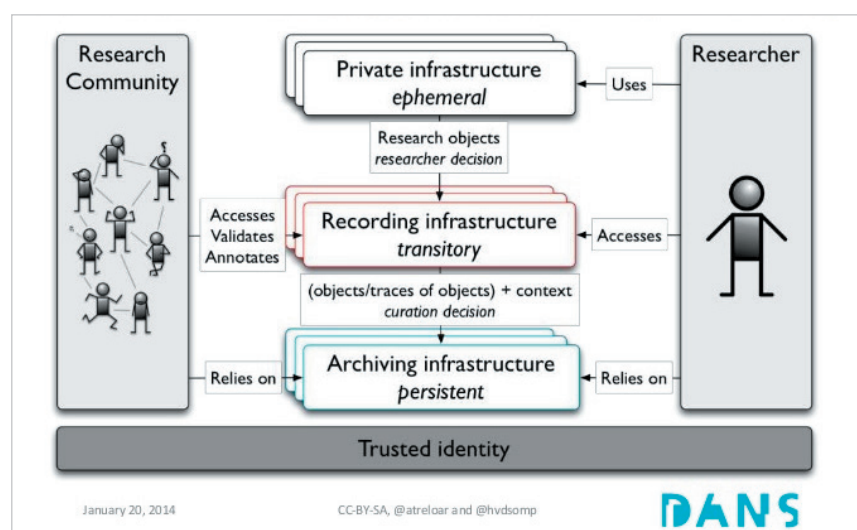 Research
Community
Private infrastructure
ephemeral
Uses
Researcher
Research objects
researcher decision
Accesses
Validates
Annotates
Recording infrastructure
transitory
Accesses
(objects/traces of objects) + context
curation decision
Relies on
Archiving infrastructure
persistent
Relies on
Trusted identity
January 20, 2014
CC-BY-SA, @atreloar and @hvdsomp
DANS